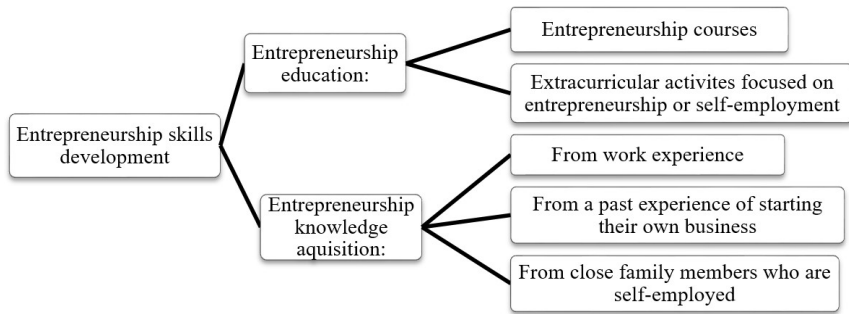 Entrepreneurship skills
development
Entrepreneurship
education:
Entrepreneurship courses
Extracurricular activites focused on
entrepreneurship or self-employment
Entrepreneurship
knowledge
aquisition:
From work experience
From a past experience of starting
their own business
From close family members who are
self-employed